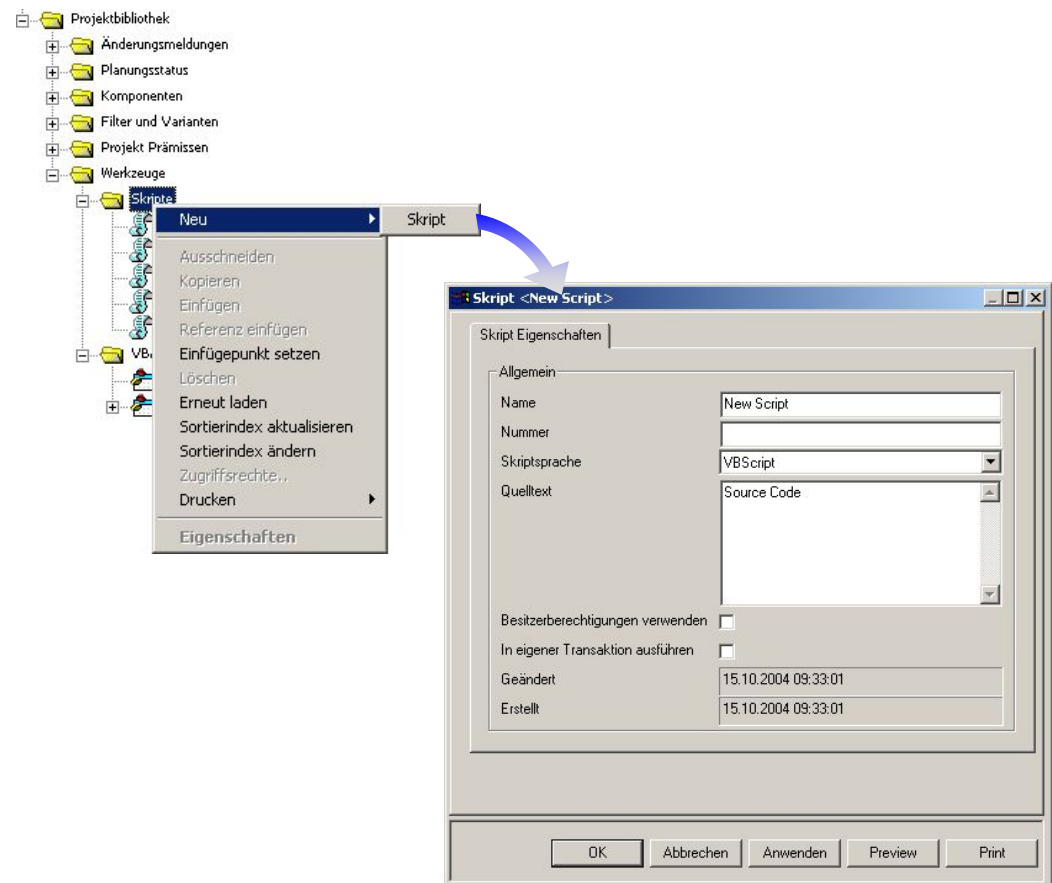 Projektbibliothek
Änderungsmeldungen
Planungsstatus
Komponenten
Filter und Varianten
Projekt Prämissen
Werkzeuge
Skripte
Neu
Skript
Ausschneiden
Kopieren
Einfügen
Referenz einfügen
Einfügepunkt setzen
Löschen
Erneut laden
Sortierindex aktualisieren
Sortierindex ändern
Zugriffsrechte..
Drucken
Eigenschaften
Skript <New Script>
Skript Eigenschaften
Allgemein
Name New Script
Nummer
Skriptsprache VBScript
Quelltext Source Code
Besitzerberechtigungen verwenden
In eigener Transaktion ausführen
Geändert 15.10.2004 09:33:01
Erstellt 15.10.2004 09:33:01
OK Abbrechen Anwenden Preview Print